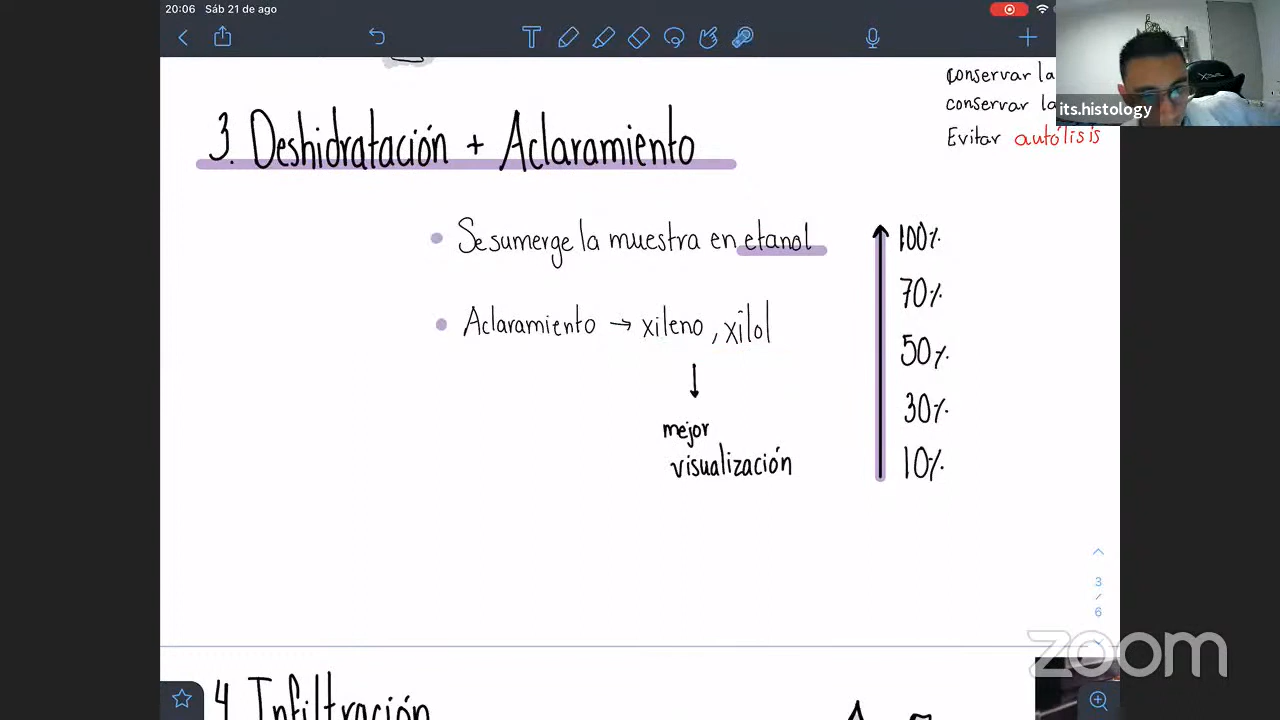 20:06 Sáb 21 de ago
conservar la
conservar lo
its.histology
Evitar autólisis
3. Deshidratación + Aclaramiento
Se sumerge la muestra en etanol
Aclaramiento → xileno, xilol
↓
mejor
visualización
100%
70%
50%
30%
10%
3
/
6
zoom
4. Infiltración